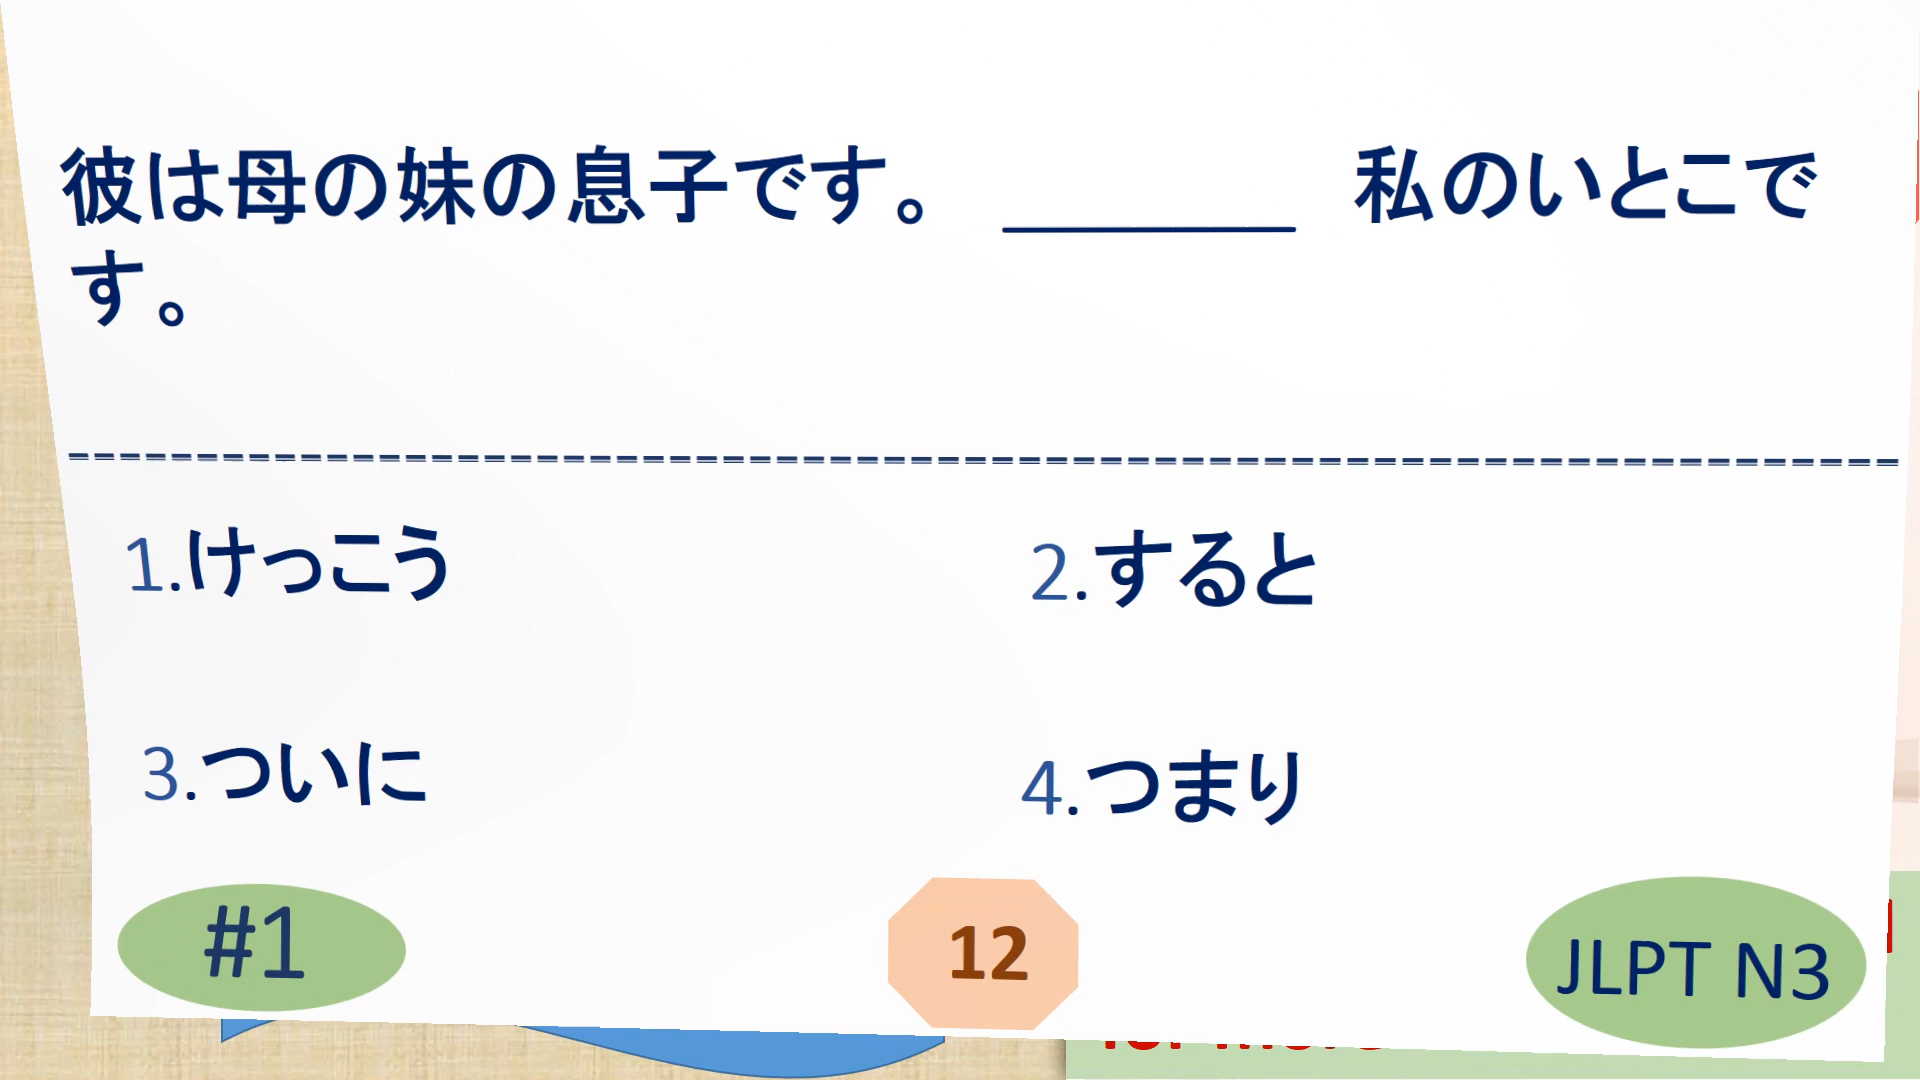 彼は母の妹の息子です。 ________ 私のいとこで
す。
1.けっこう
2.すると
3.ついに
4.つまり
#1
12
JLPT N3